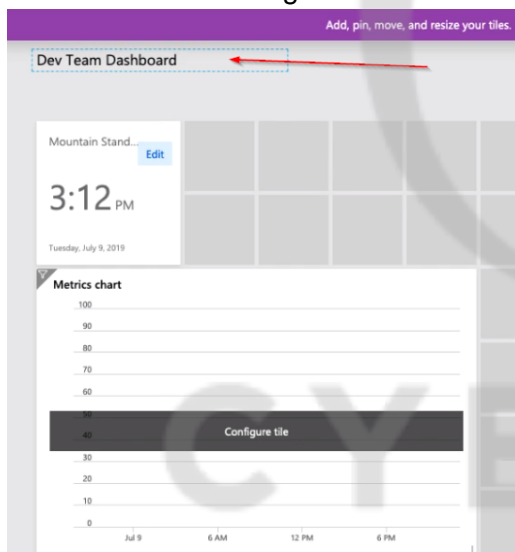 Add, pin, move, and resize your tiles.
Dev Team Dashboard
Mountain Stand...
Edit
3:12 PM
Tuesday, July 9, 2019
Metrics chart
100
90
80
70
60
50
40
Configure tile
30
20
10
0
Jul 9 6 AM 12 PM 6 PM
CYE